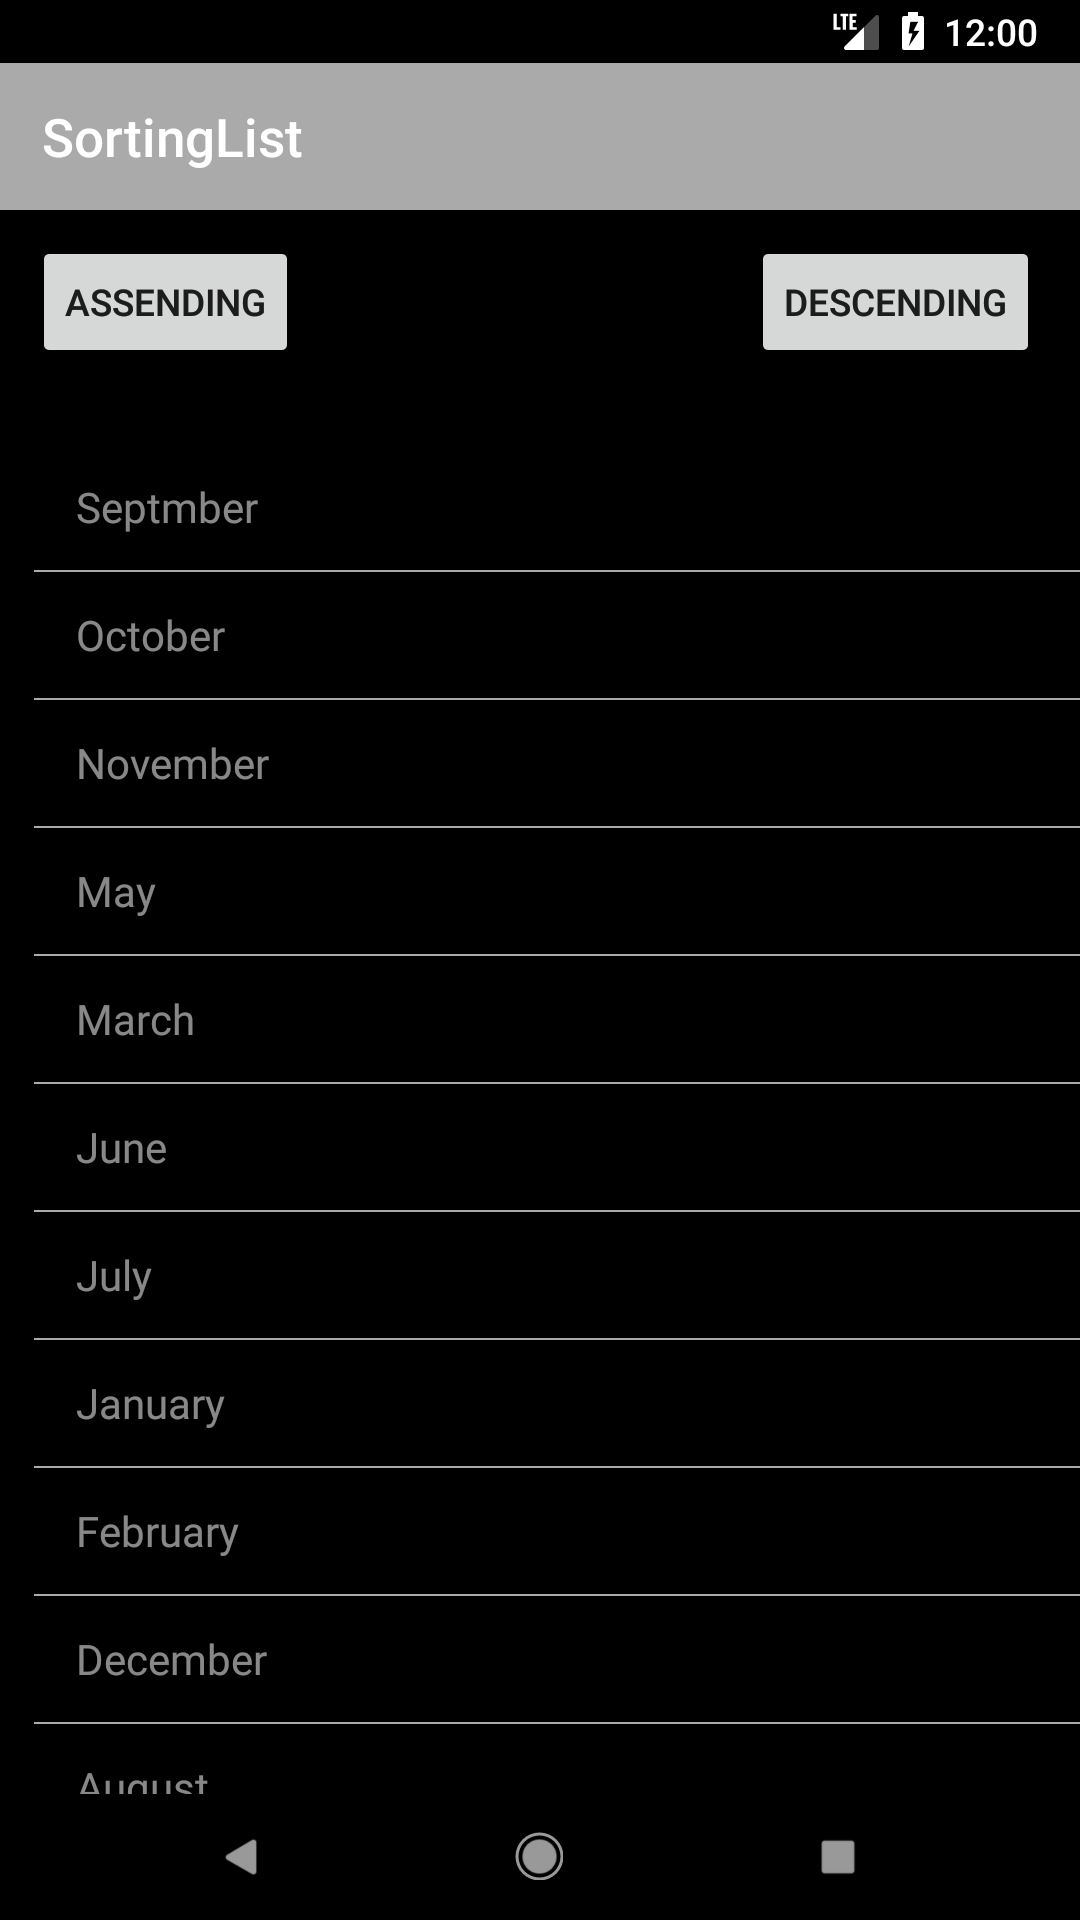 LTE 12:00
SortingList
ASSENDING DESCENDING
Septmber
October
November
May
March
June
July
January
February
December
August